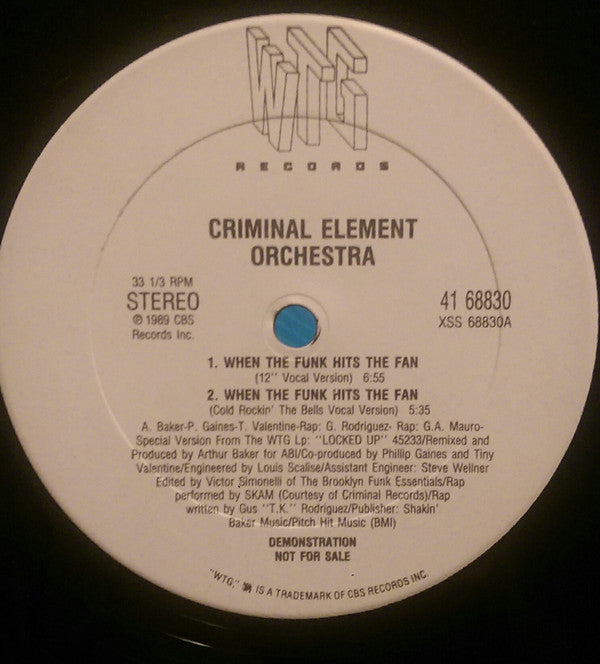 WTG
RECORDS
CRIMINAL ELEMENT
ORCHESTRA
33 1/3 RPM
STEREO
℗ 1989 CBS
Records Inc.
41 68830
XSS 68830A
1. WHEN THE FUNK HITS THE FAN
(12" Vocal Version) 6:55
2. WHEN THE FUNK HITS THE FAN
(Cold Rockin' The Bells Vocal Version) 5:35
A. Baker-P. Gaines-T. Valentine-Rap: G. Rodriguez- Rap: G.A. Mauro-
Special Version From The WTG Lp: "LOCKED UP" 45233/Remixed and
Produced by Arthur Baker for ABI/Co-produced by Phillip Gaines and Tiny
Valentine/Engineered by Louis Scalise/Assistant Engineer: Steve Wellner
Edited by Victor Simonelli of The Brooklyn Funk Essentials/Rap
performed by SKAM (Courtesy of Criminal Records)/Rap
written by Gus "T.K." Rodriguez/Publisher: Shakin'
Baker Music/Pitch Hit Music (BMI)
DEMONSTRATION
NOT FOR SALE
"WTG," IS A TRADEMARK OF CBS RECORDS INC.